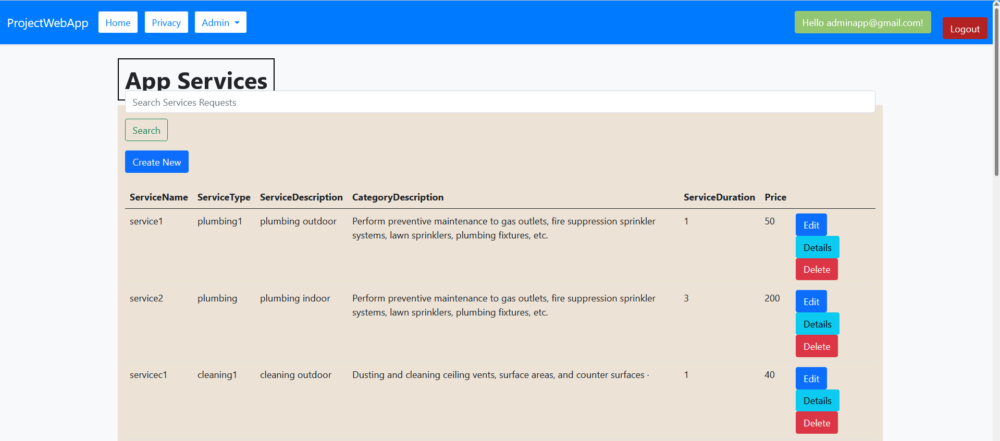 ProjectWebApp Home Privacy Admin Hello adminapp@gmail.com! Logout
App Services
Search Services Requests
Search
Create New
ServiceName ServiceType ServiceDescription CategoryDescription ServiceDuration Price
service1 plumbing1 plumbing outdoor Perform preventive maintenance to gas outlets, fire suppression sprinkler 1 50 Edit
systems, lawn sprinklers, plumbing fixtures, etc.
Details
Delete
service2 plumbing plumbing indoor Perform preventive maintenance to gas outlets, fire suppression sprinkler 3 200 Edit
systems, lawn sprinklers, plumbing fixtures, etc.
Details
Delete
servicec1 cleaning1 cleaning outdoor Dusting and cleaning ceiling vents, surface areas, and counter surfaces · 1 40 Edit
Details
Delete